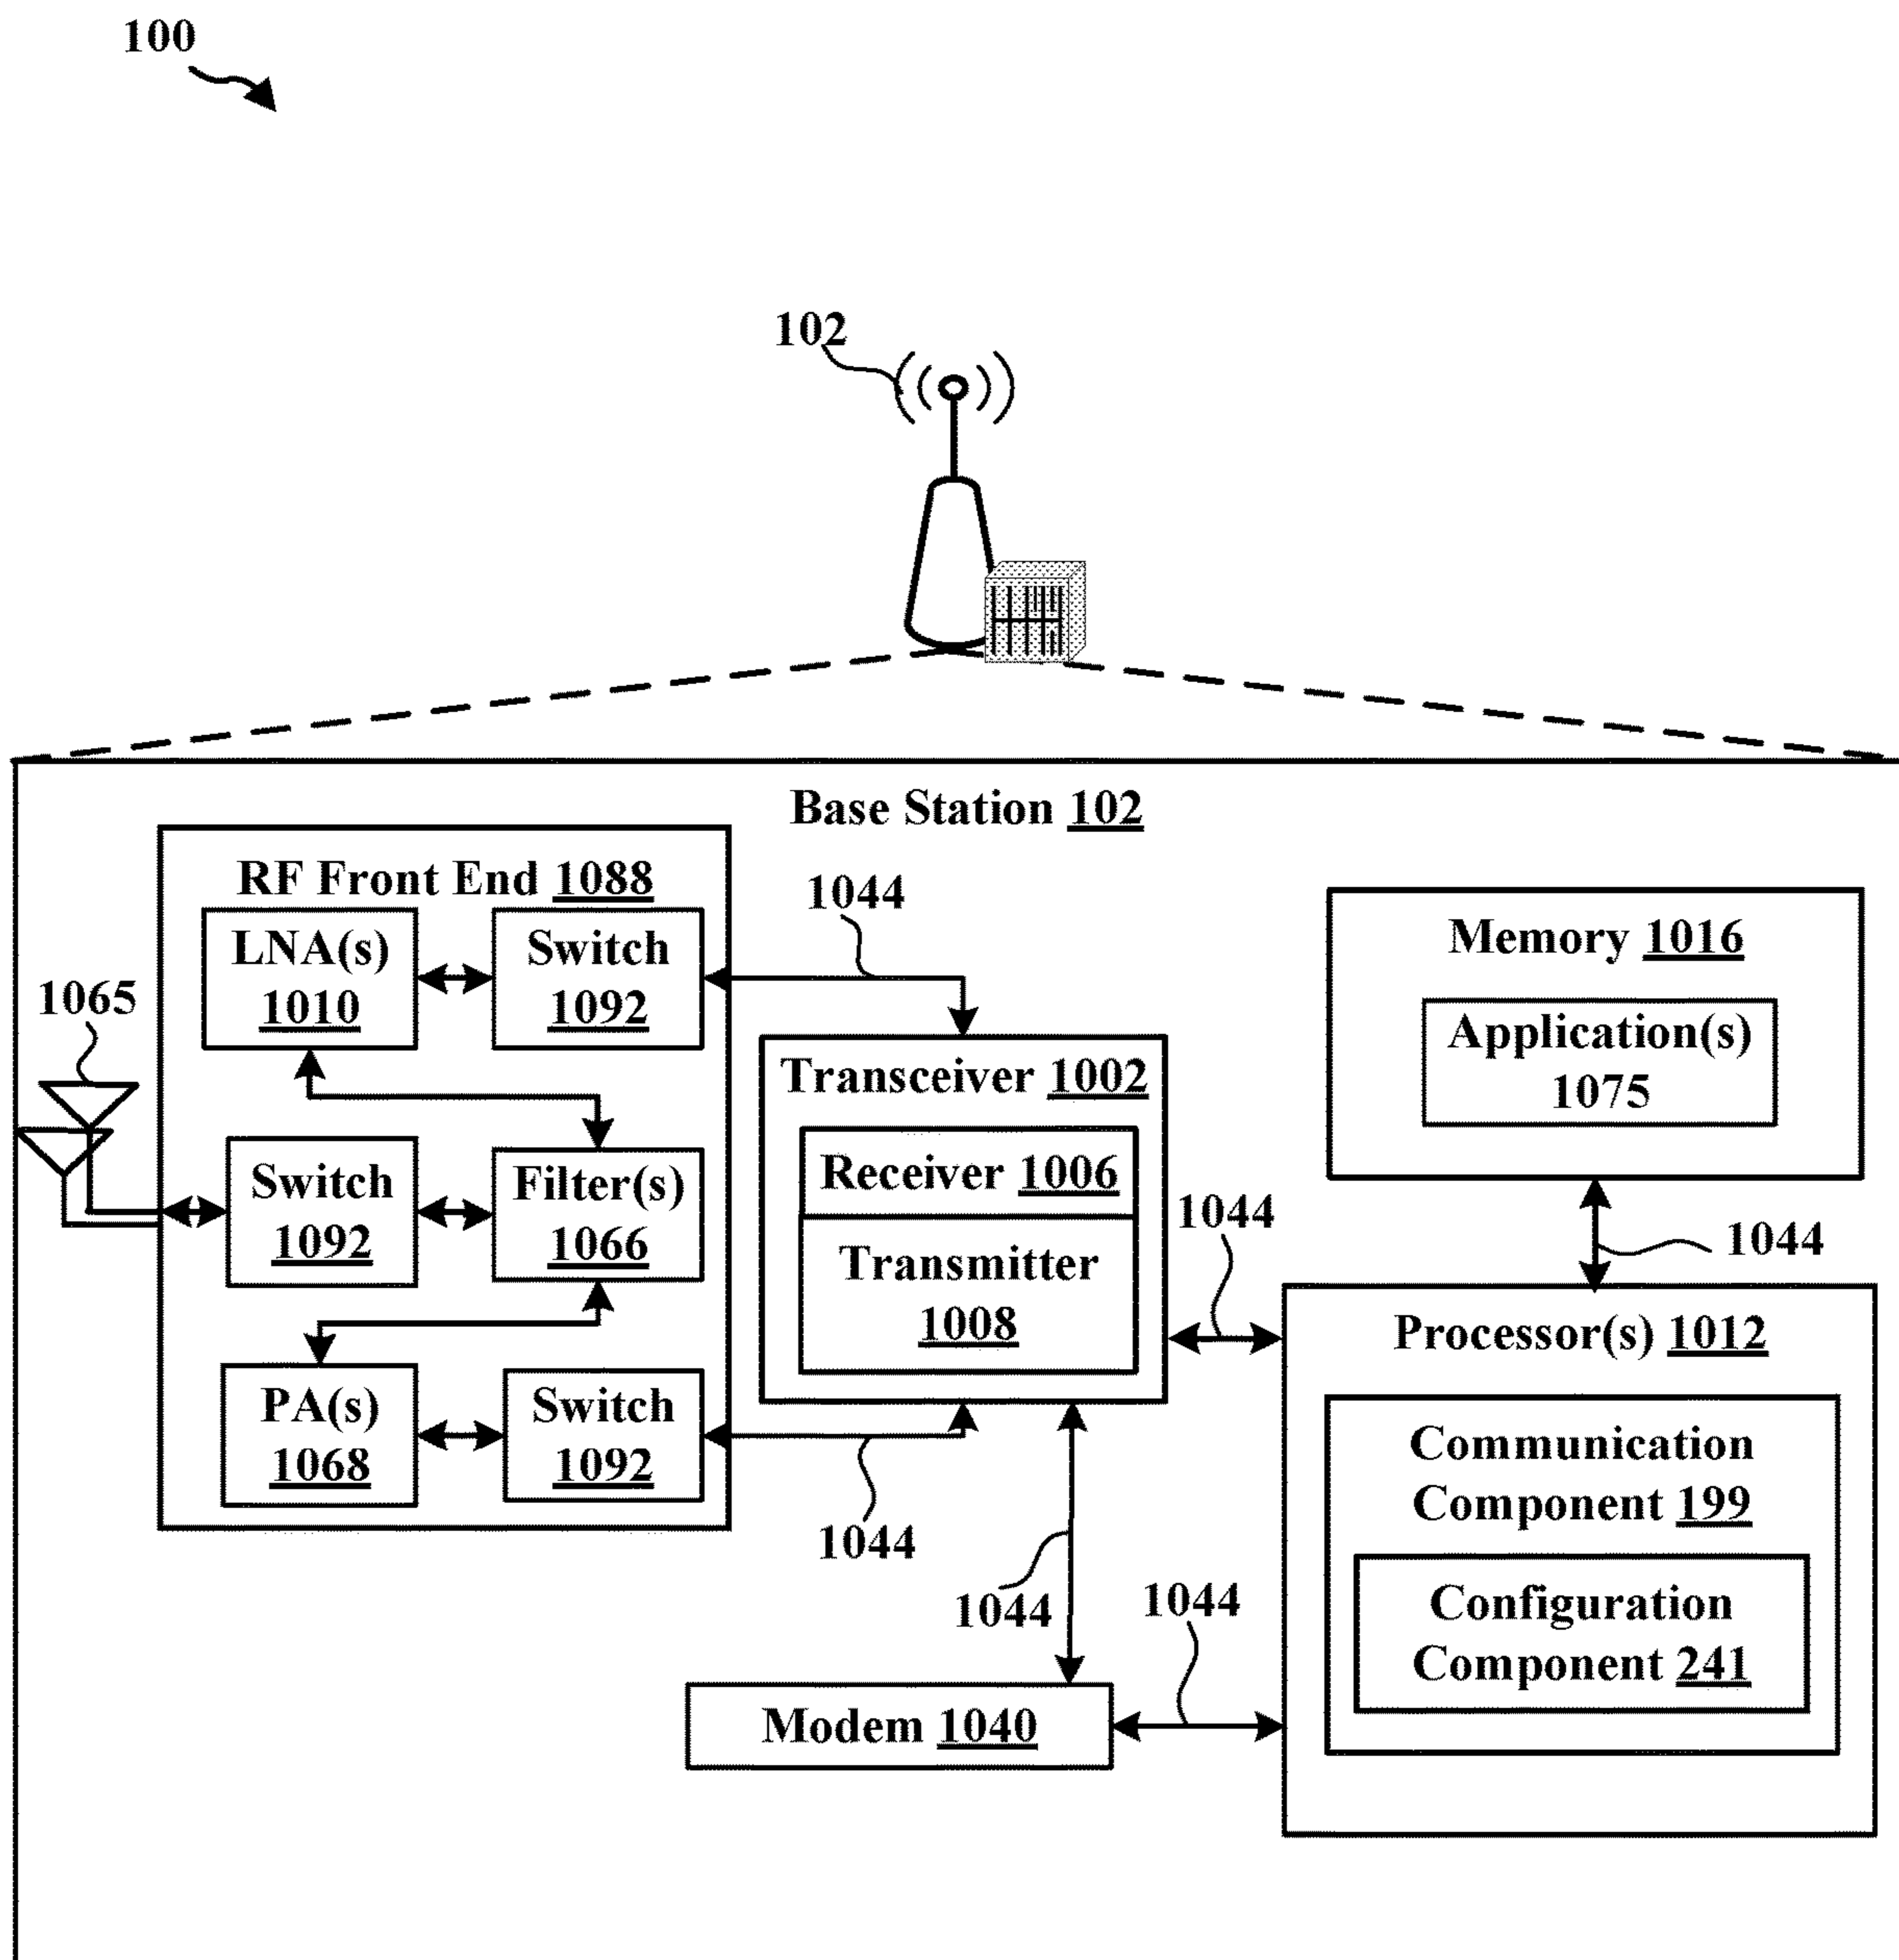 100
102
Base Station 102
RF Front End 1088
LNA(s)
1010
Switch
1092
1044
1065
Switch
1092
Filter(s)
1066
PA(s)
1068
Switch
1092
1044
Transceiver 1002
Receiver 1006
Transmitter
1008
1044
1044
Modem 1040
1044
Memory 1016
Application(s)
1075
1044
Processor(s) 1012
Communication
Component 199
Configuration
Component 241